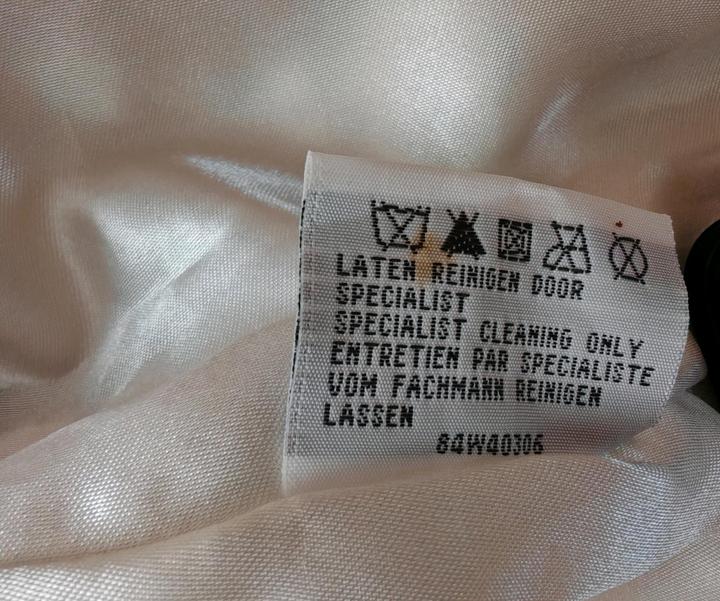 LATEN REINIGEN DOOR
SPECIALIST
SPECIALIST CLEANING ONLY
ENTRETIEN PAR SPECIALISTE
VOM FACHMANN REINIGEN
LASSEN
84W40306